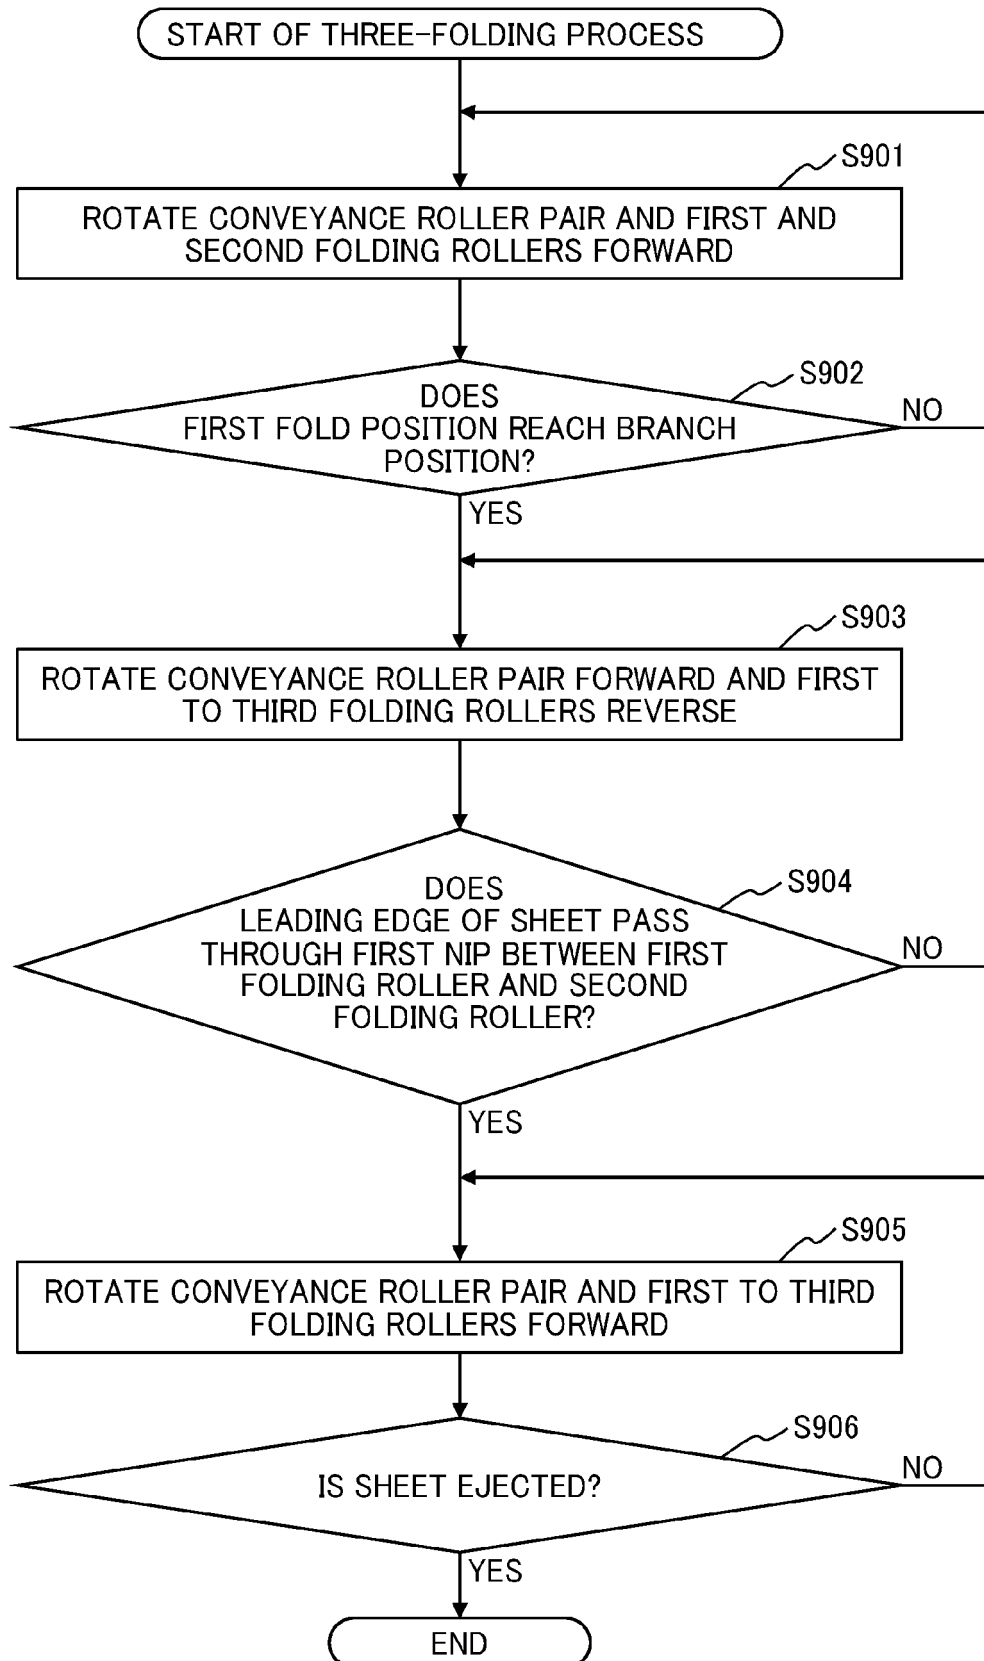 START OF THREE-FOLDING PROCESS
S901
ROTATE CONVEYANCE ROLLER PAIR AND FIRST AND
SECOND FOLDING ROLLERS FORWARD
S902
DOES
FIRST FOLD POSITION REACH BRANCH
POSITION?
NO
YES
S903
ROTATE CONVEYANCE ROLLER PAIR FORWARD AND FIRST
TO THIRD FOLDING ROLLERS REVERSE
S904
DOES
LEADING EDGE OF SHEET PASS
THROUGH FIRST NIP BETWEEN FIRST
FOLDING ROLLER AND SECOND
FOLDING ROLLER?
NO
YES
S905
ROTATE CONVEYANCE ROLLER PAIR AND FIRST TO THIRD
FOLDING ROLLERS FORWARD
S906
IS SHEET EJECTED?
NO
YES
END